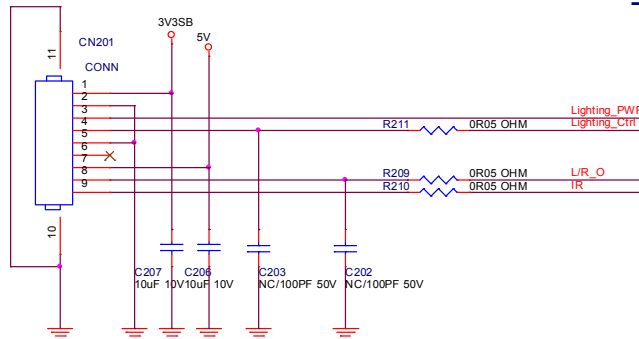 3V3SB
5V
CN201
CONN
11
1
2
3
4
5
6
7
8
9
10
Lighting_PWR
R211 0R05 OHM Lighting_Ctrl
R209 0R05 OHM L/R_O
R210 0R05 OHM IR
C207 C206 C203 C202
10uF 10V 10uF 10V NC/100PF 50V NC/100PF 50V